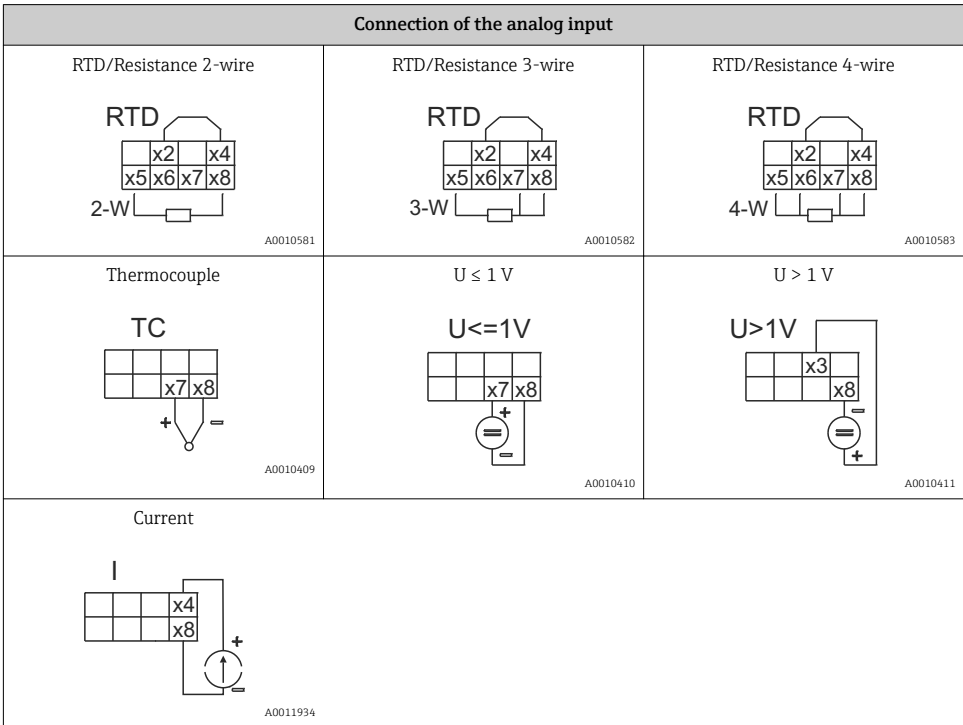 Connection of the analog input
RTD/Resistance 2-wire
RTD
x2 x4
x5 x6 x7 x8
2-W
A0010581
RTD/Resistance 3-wire
RTD
x2 x4
x5 x6 x7 x8
3-W
A0010582
RTD/Resistance 4-wire
RTD
x2 x4
x5 x6 x7 x8
4-W
A0010583
Thermocouple
TC
x7 x8
+ −
A0010409
U ≤ 1 V
U<=1V
x7 x8
+
=
−
A0010410
U > 1 V
U>1V
x3
x8
−
=
+
A0010411
Current
I
x4
x8
+
−
A0011934